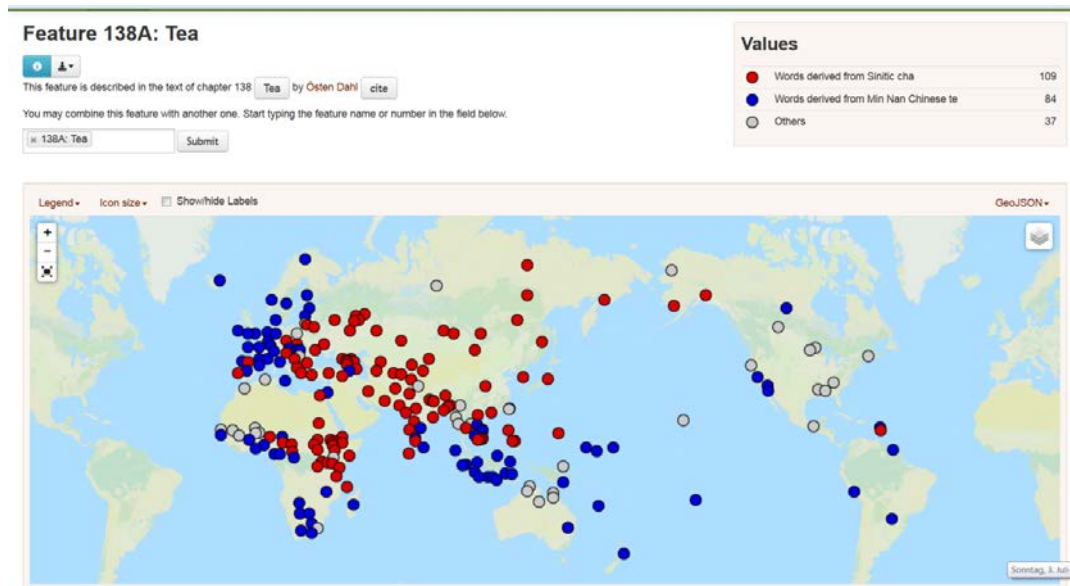 Feature 138A: Tea
This feature is described in the text of chapter 138 Tea by Östen Dahl cite
You may combine this feature with another one. Start typing the feature name or number in the field below.
138A: Tea Submit
Values
Words derived from Sinitic cha 109
Words derived from Min Nan Chinese te 84
Others 37
Legend Icon size Show/hide Labels GeoJSON
+
−
Sonntag, 3. Juli